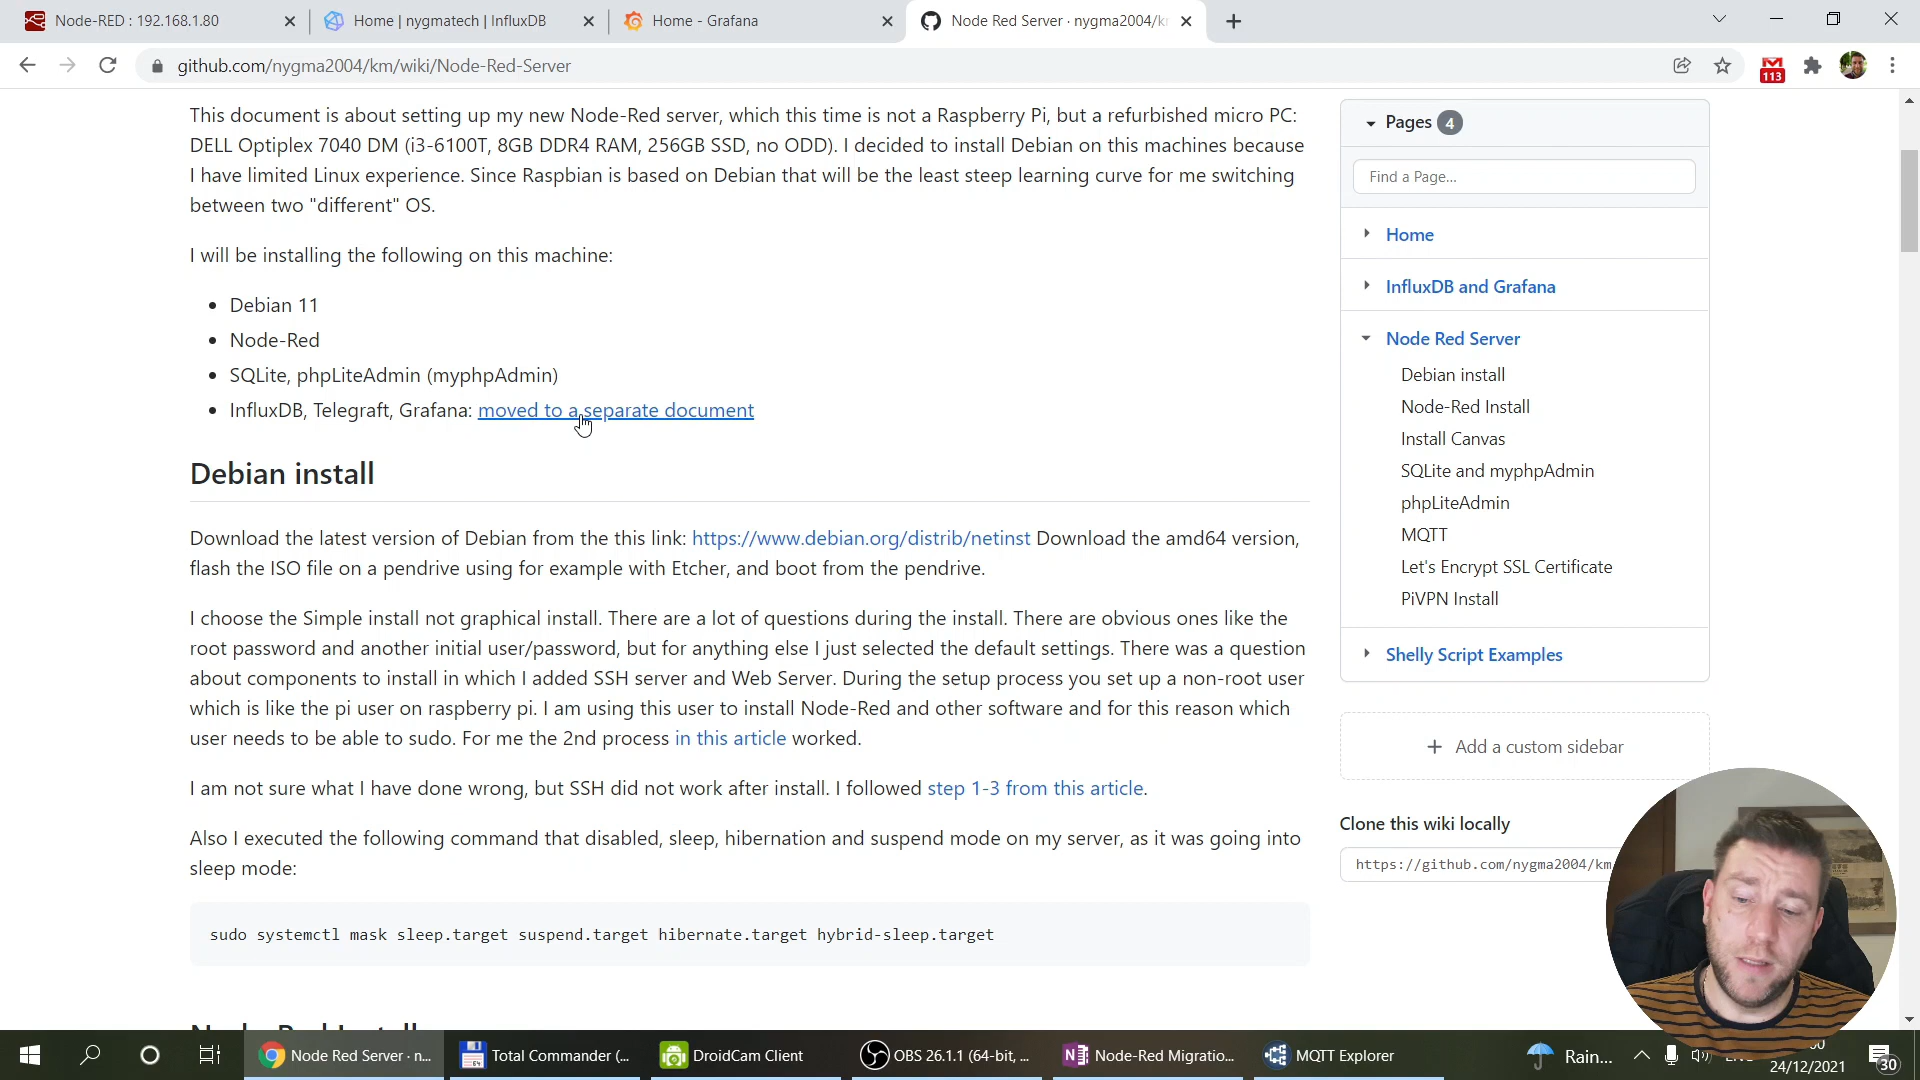 Node-RED : 192.168.1.80
Home | nygmatech | InfluxDB
Home - Grafana
Node Red Server · nygma2004/kn
github.com/nygma2004/km/wiki/Node-Red-Server
113
This document is about setting up my new Node-Red server, which this time is not a Raspberry Pi, but a refurbished micro PC:
DELL Optiplex 7040 DM (i3-6100T, 8GB DDR4 RAM, 256GB SSD, no ODD). I decided to install Debian on this machines because
I have limited Linux experience. Since Raspbian is based on Debian that will be the least steep learning curve for me switching
between two "different" OS.
I will be installing the following on this machine:
• Debian 11
• Node-Red
• SQLite, phpLiteAdmin (myphpAdmin)
• InfluxDB, Telegraft, Grafana: moved to a separate document
Debian install
Download the latest version of Debian from the this link: https://www.debian.org/distrib/netinst Download the amd64 version,
flash the ISO file on a pendrive using for example with Etcher, and boot from the pendrive.
I choose the Simple install not graphical install. There are a lot of questions during the install. There are obvious ones like the
root password and another initial user/password, but for anything else I just selected the default settings. There was a question
about components to install in which I added SSH server and Web Server. During the setup process you set up a non-root user
which is like the pi user on raspberry pi. I am using this user to install Node-Red and other software and for this reason which
user needs to be able to sudo. For me the 2nd process in this article worked.
I am not sure what I have done wrong, but SSH did not work after install. I followed step 1-3 from this article.
Also I executed the following command that disabled, sleep, hibernation and suspend mode on my server, as it was going into
sleep mode:
sudo systemctl mask sleep.target suspend.target hibernate.target hybrid-sleep.target
Pages 4
Find a Page...
Home
InfluxDB and Grafana
Node Red Server
Debian install
Node-Red Install
Install Canvas
SQLite and myphpAdmin
phpLiteAdmin
MQTT
Let's Encrypt SSL Certificate
PiVPN Install
Shelly Script Examples
+ Add a custom sidebar
Clone this wiki locally
https://github.com/nygma2004/km
Node Red Server · n...
Total Commander (...
DroidCam Client
OBS 26.1.1 (64-bit, ...
Node-Red Migratio...
MQTT Explorer
Rain...
24/12/2021
30